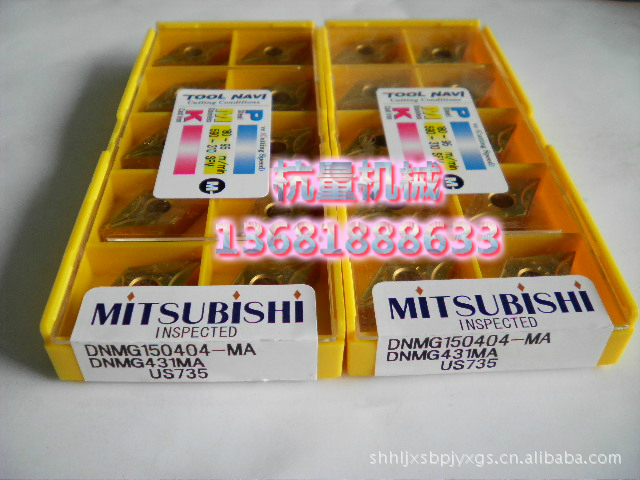 TOOL NAVI
Cutting Conditions
P
M
K
TOOL NAVI
Cutting Conditions
P
M
K
杭量机械
13681888633
MITSUBISHI
INSPECTED
DNMG150404-MA
DNMG431MA
US735
MITSUBISHI
INSPECTED
DNMG150404-MA
DNMG431MA
US735
shhljxsbpjyxgs.cn.alibaba.com